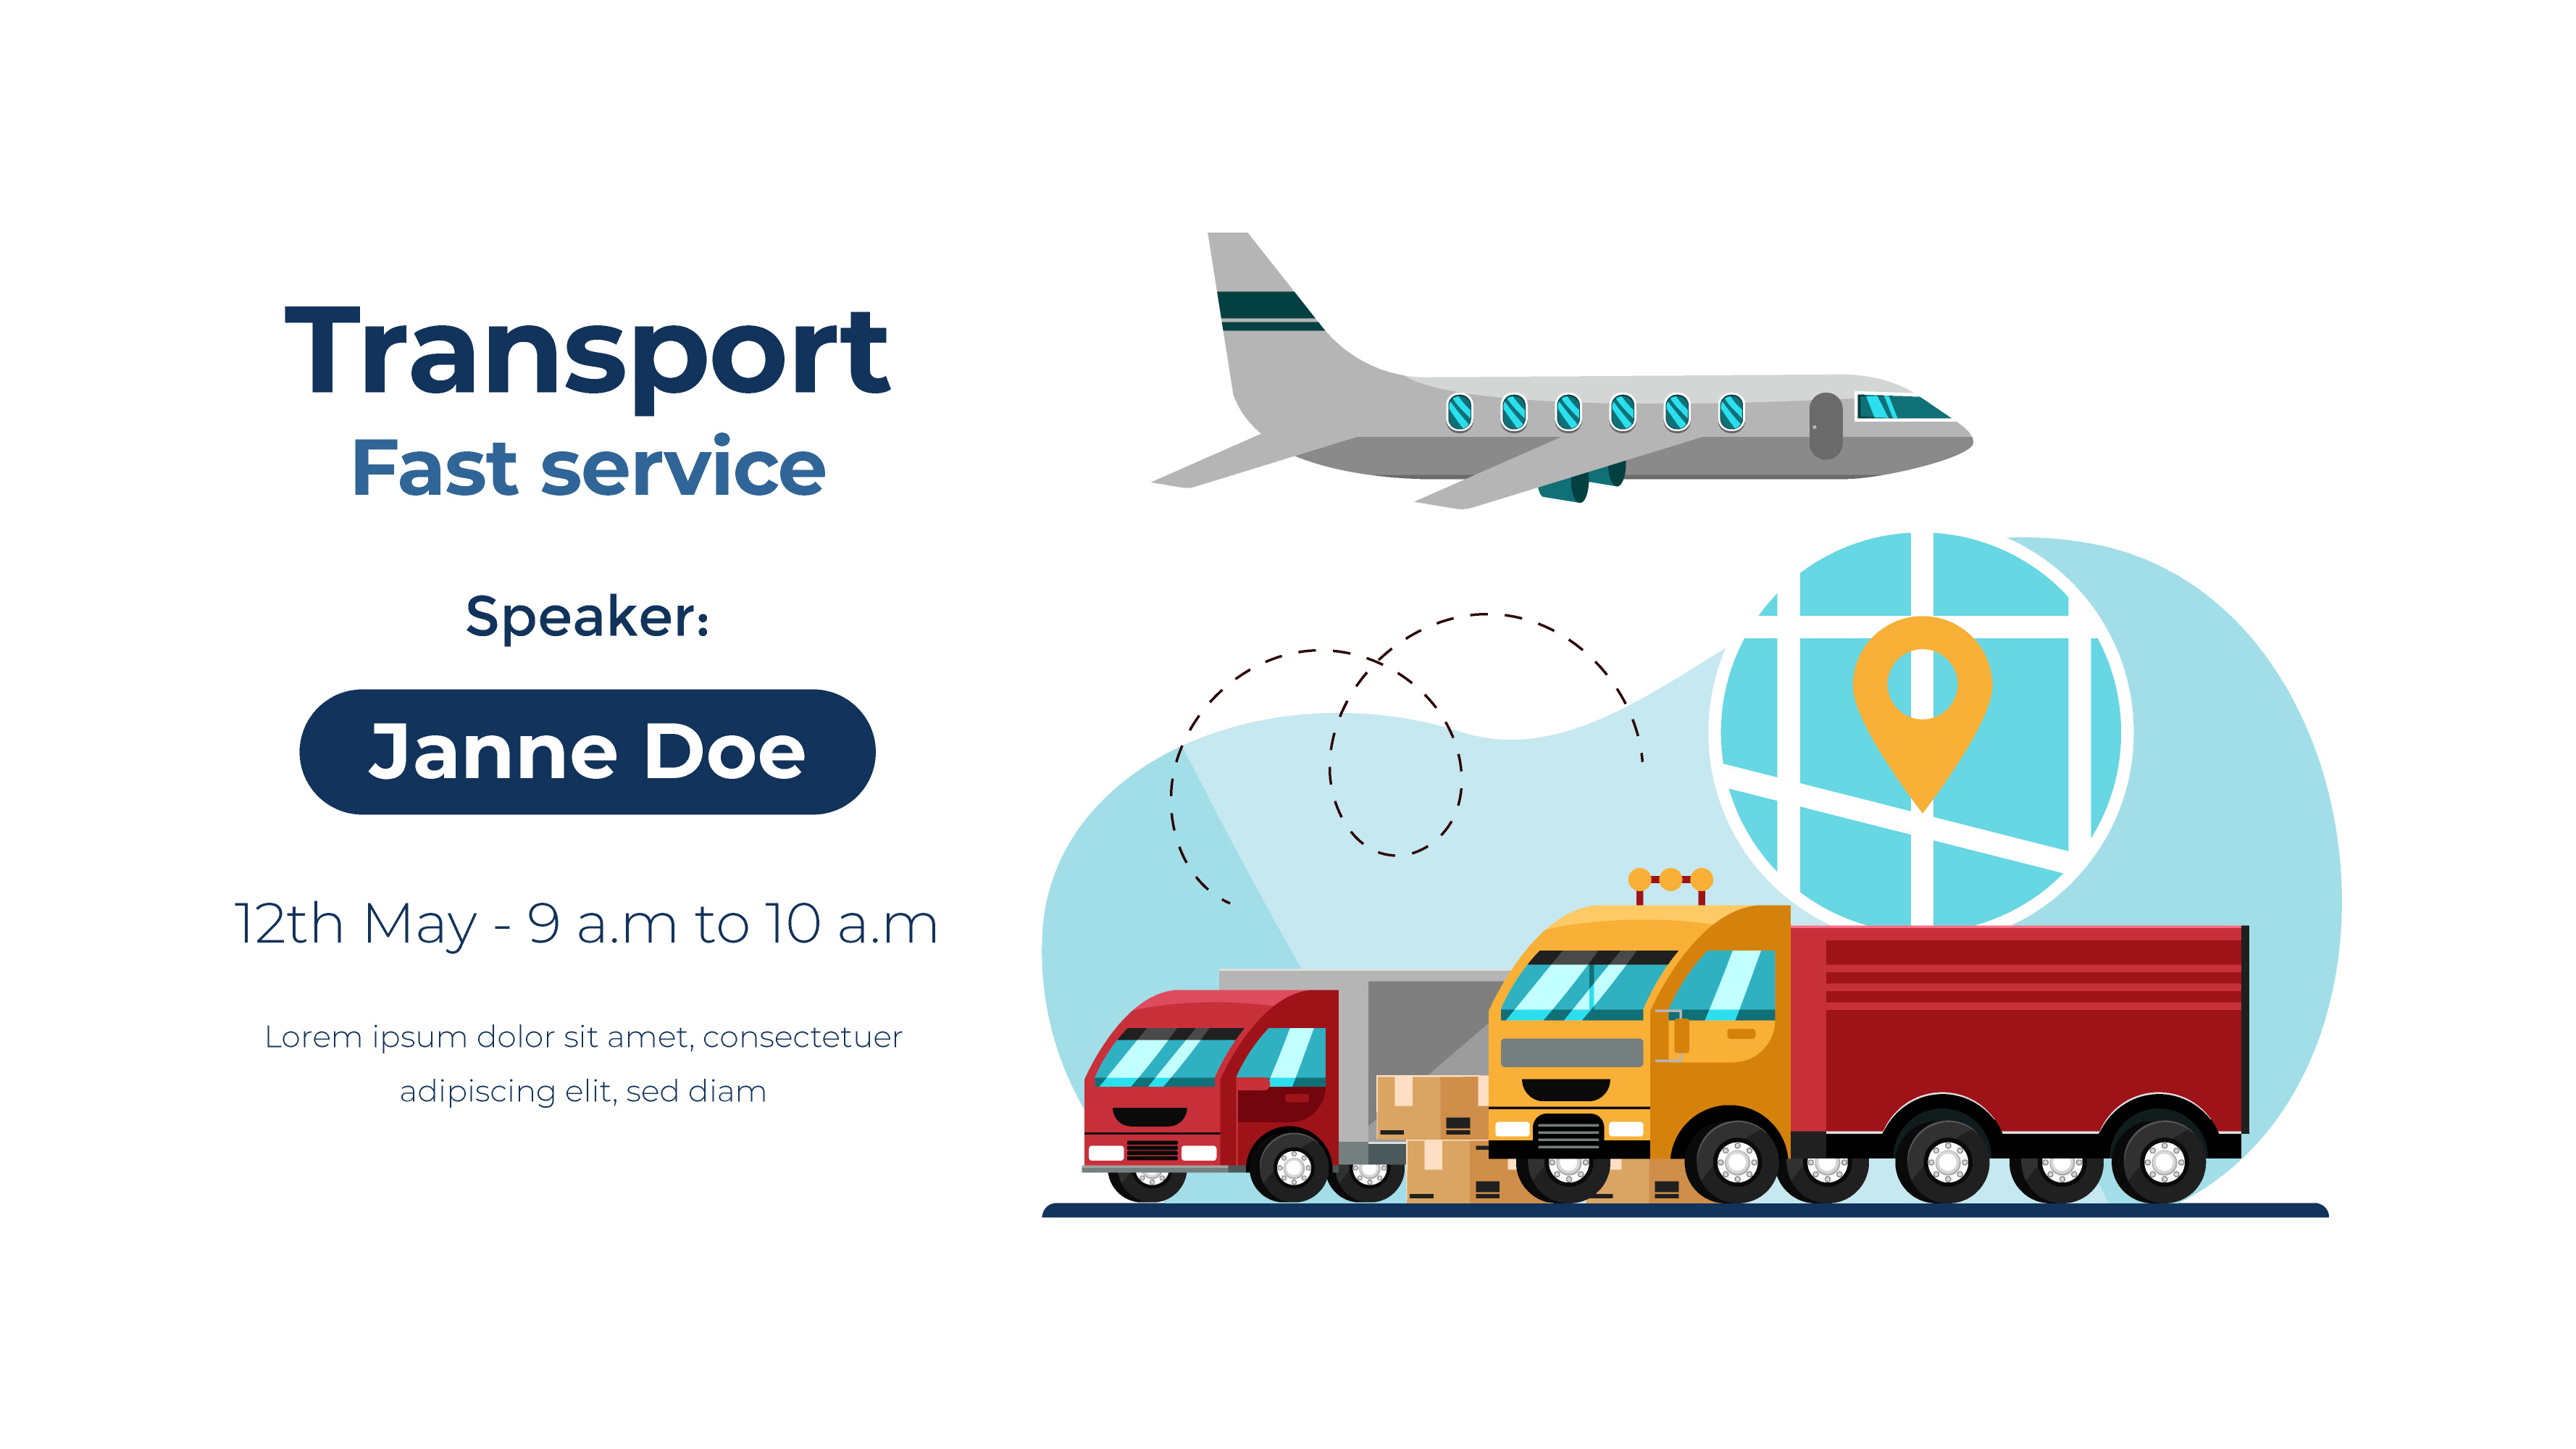 Transport
Fast service
Speaker:
Janne Doe
12th May - 9 a.m to 10 a.m
Lorem ipsum dolor sit amet, consectetuer
adipiscing elit, sed diam